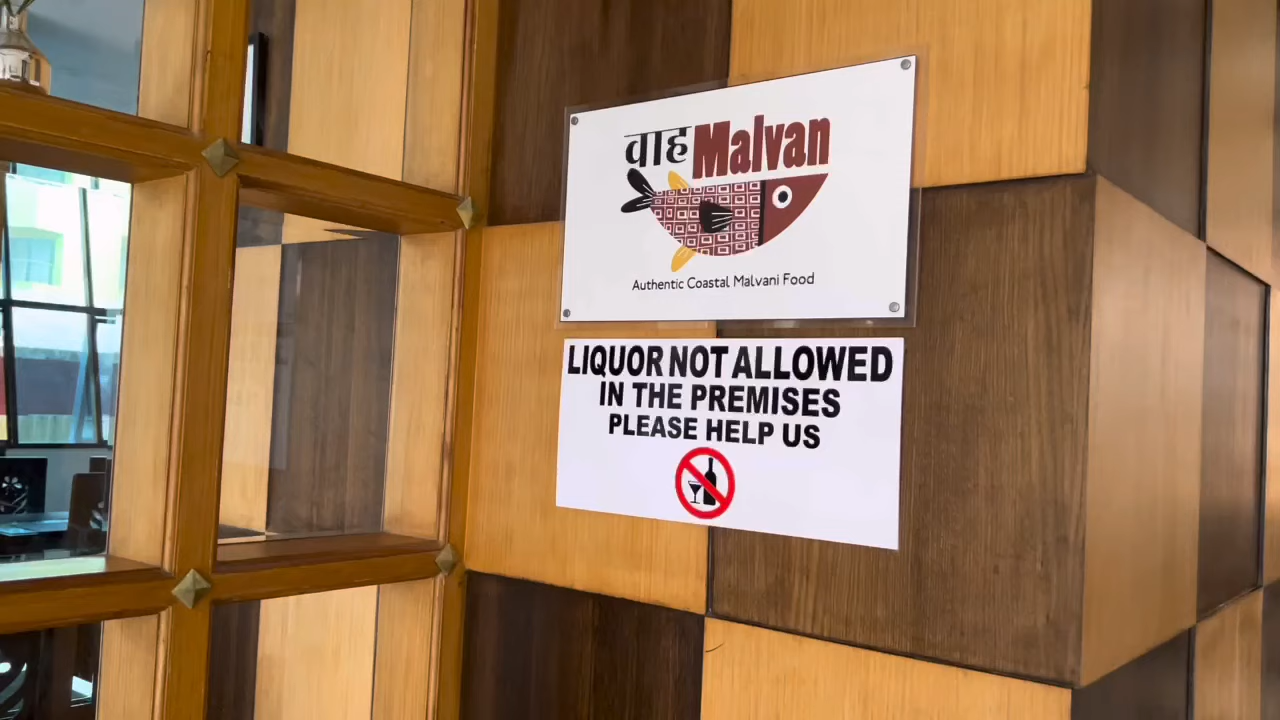 वाह Malvan
Authentic Coastal Malvani Food
LIQUOR NOT ALLOWED
IN THE PREMISES
PLEASE HELP US